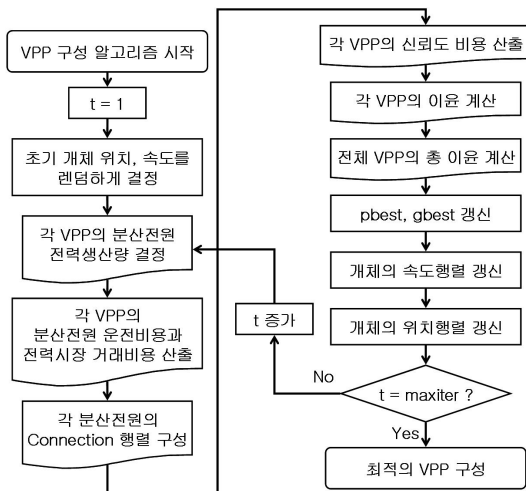 VPP 구성 알고리즘 시작
t = 1
초기 개체 위치, 속도를
렌덤하게 결정
각 VPP의 분산전원
전력생산량 결정
각 VPP의
분산전원 운전비용과
전력시장 거래비용 산출
각 분산전원의
Connection 행렬 구성
각 VPP의 신뢰도 비용 산출
각 VPP의 이윤 계산
전체 VPP의 총 이윤 계산
pbest, gbest 갱신
개체의 속도행렬 갱신
개체의 위치행렬 갱신
t 증가
No
t = maxiter ?
Yes
최적의 VPP 구성